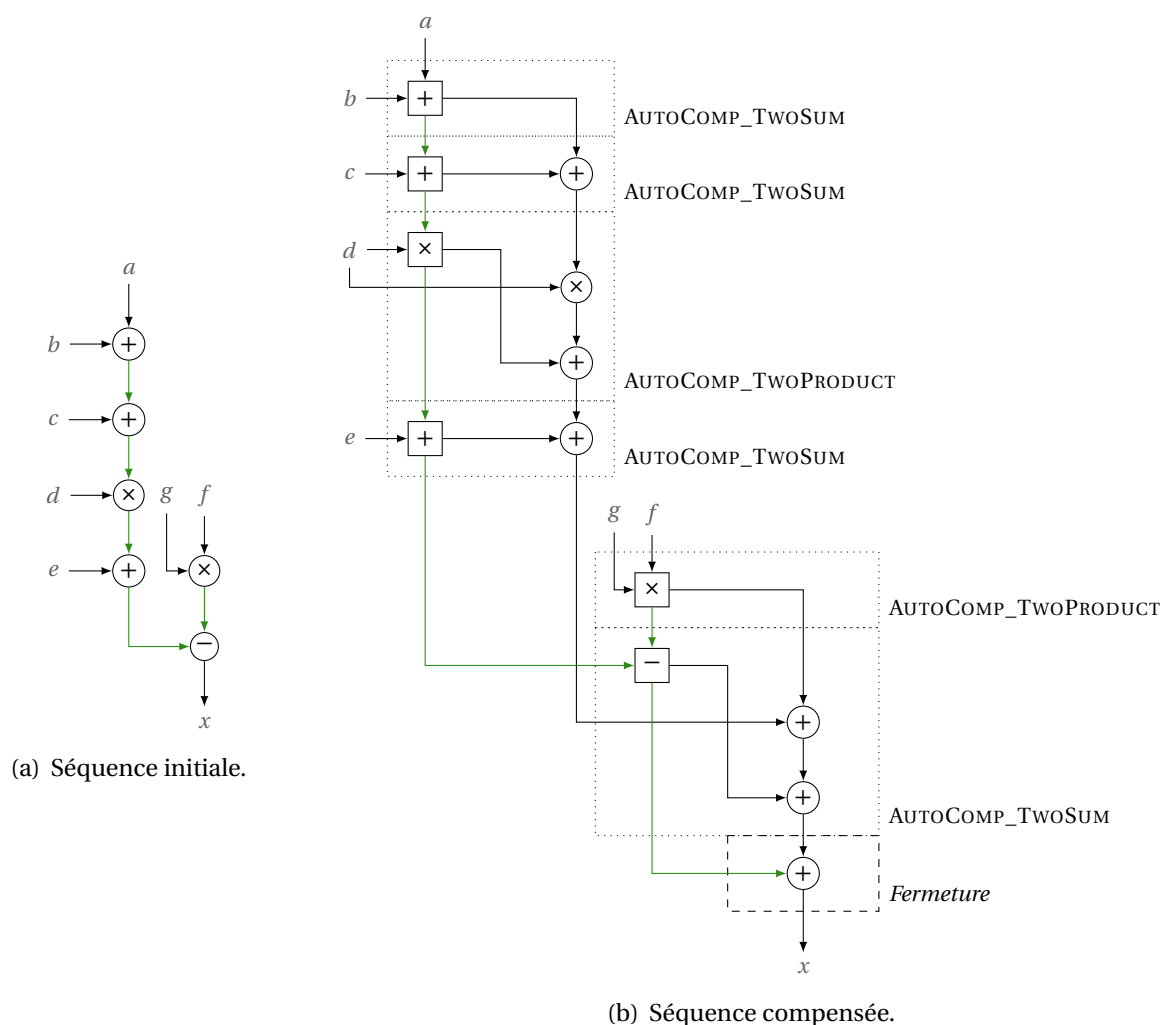 a
b
+
AUTOCOMP_TWOSUM
c
+
+
AUTOCOMP_TWOSUM
d
×
×
+
AUTOCOMP_TWOPRODUCT
e
+
+
AUTOCOMP_TWOSUM
g f
×
AUTOCOMP_TWOPRODUCT
−
+
+
AUTOCOMP_TWOSUM
+
Fermeture
x
(b) Séquence compensée.
a
b
+
c
+
d
×
g f
e
+
×
−
x
(a) Séquence initiale.